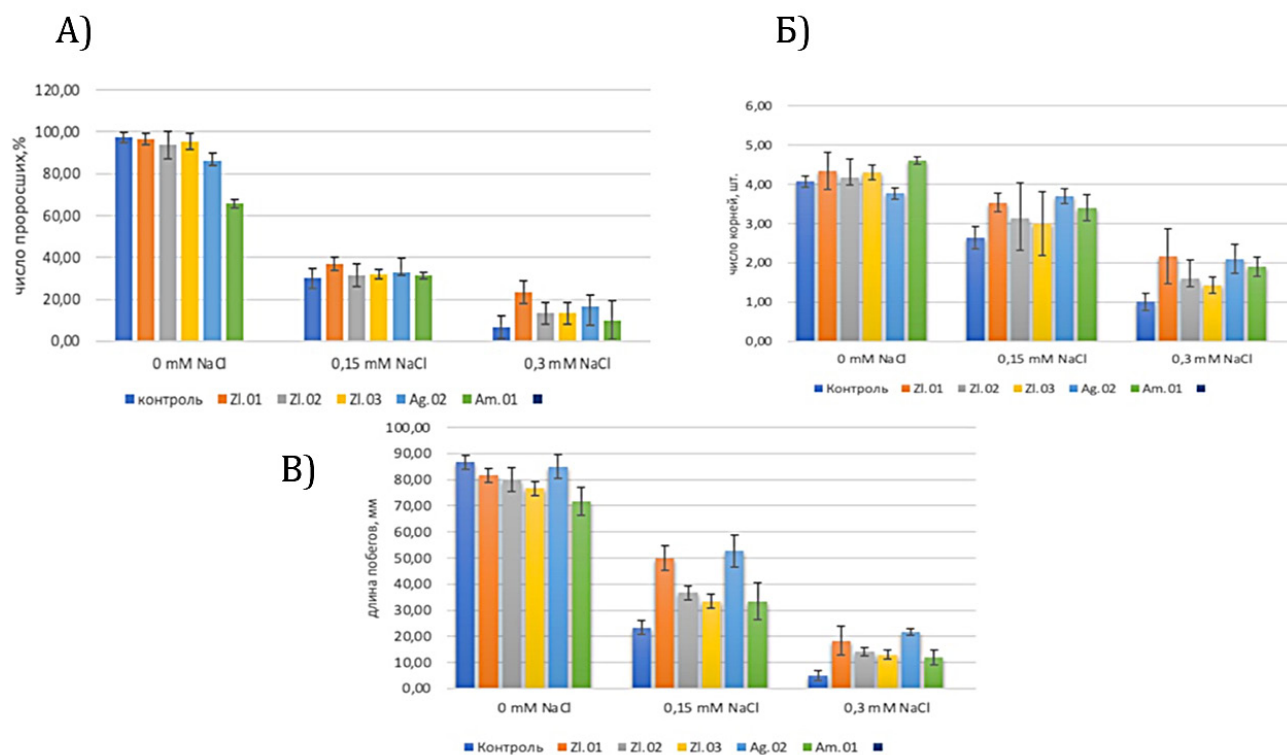 А)
Б)
120,00
100,00
80,00
60,00
40,00
20,00
0,00
число проросших,%
0 mM NaCl 0,15 mM NaCl 0,3 mM NaCl
контроль Zl.01 Zl.02 Zl.03 Ag.02 Am.01
6,00
5,00
4,00
3,00
2,00
1,00
0,00
число корней, шт.
0 mM NaCl 0,15 mM NaCl 0,3 mM NaCl
Контроль Zl.01 Zl.02 Zl.03 Ag.02 Am.01
В)
100,00
90,00
80,00
70,00
60,00
50,00
40,00
30,00
20,00
10,00
0,00
длина побегов, мм
0 mM NaCl 0,15 mM NaCl 0,3 mM NaCl
Контроль Zl.01 Zl.02 Zl.03 Ag.02 Am.01